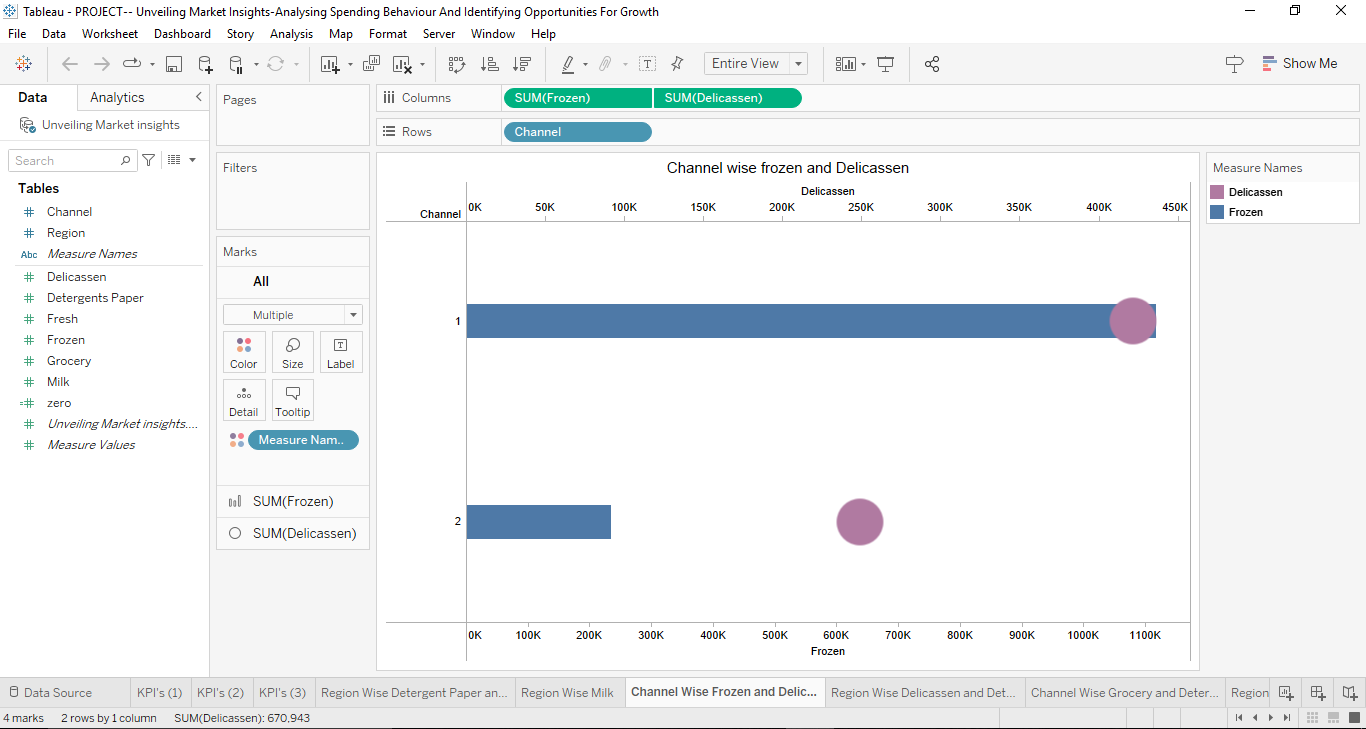 Tableau - PROJECT-- Unveiling Market Insights-Analysing Spending Behaviour And Identifying Opportunities For Growth
File Data Worksheet Dashboard Story Analysis Map Format Server Window Help
Entire View
Show Me
Data Analytics
Unveiling Market insights
Search
Tables
Channel
Region
Abc Measure Names
Delicassen
Detergents Paper
Fresh
Frozen
Grocery
Milk
zero
Unveiling Market insights....
Measure Values
Pages
Filters
Marks
All
Multiple
Color Size Label
Detail Tooltip
Measure Nam..
SUM(Frozen)
SUM(Delicassen)
Columns SUM(Frozen) SUM(Delicassen)
Rows Channel
Channel wise frozen and Delicassen
Delicassen
Channel 0K 50K 100K 150K 200K 250K 300K 350K 400K 450K
1
2
0K 100K 200K 300K 400K 500K 600K 700K 800K 900K 1000K 1100K
Frozen
Measure Names
Delicassen
Frozen
Data Source KPI's (1) KPI's (2) KPI's (3) Region Wise Detergent Paper an... Region Wise Milk Channel Wise Frozen and Delic... Region Wise Delicassen and Det... Channel Wise Grocery and Deter... Region
4 marks 2 rows by 1 column SUM(Delicassen): 670,943